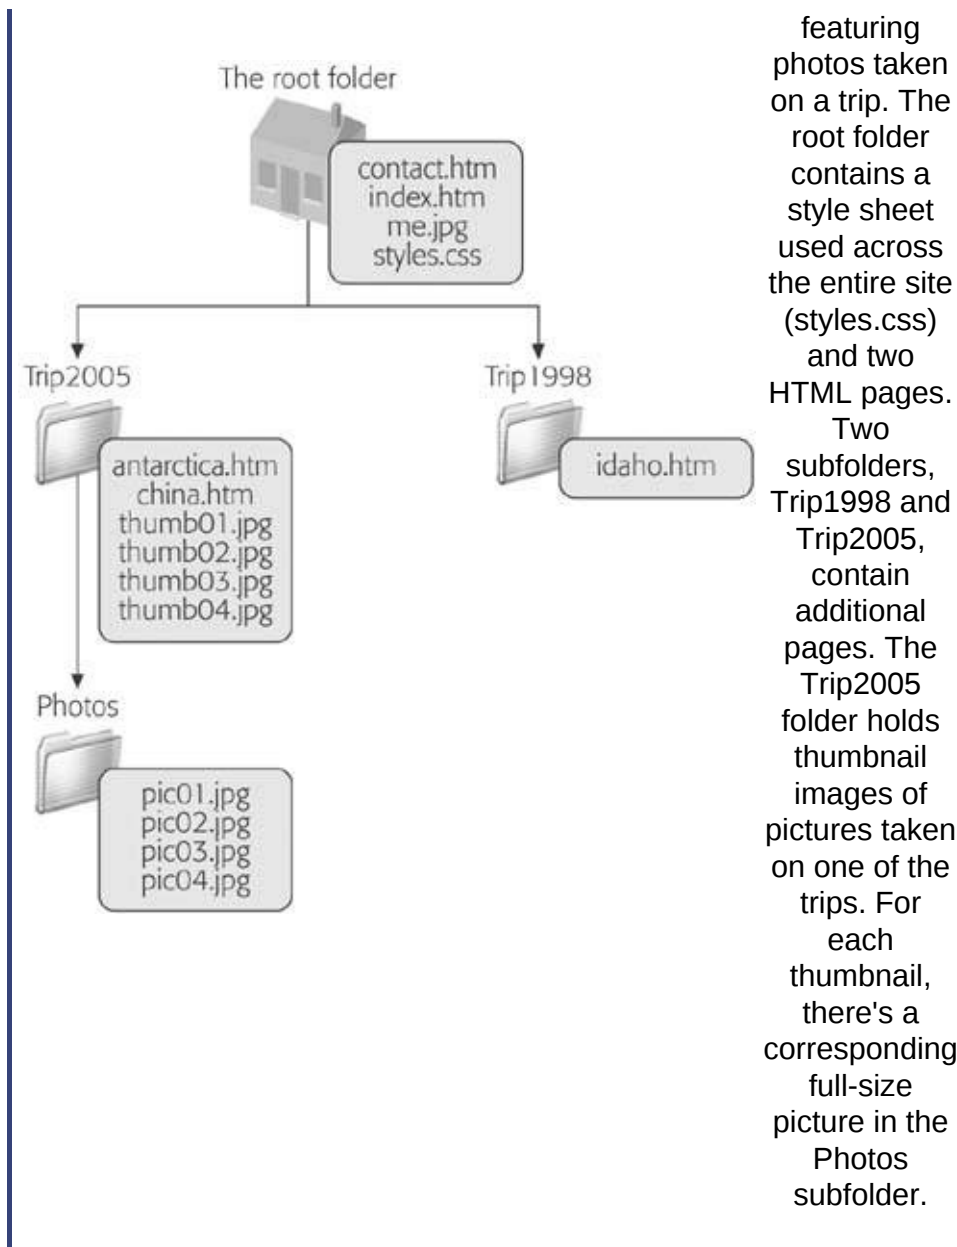 The root folder
contact.htm
index.htm
me.jpg
styles.css
Trip2005
antarctica.htm
china.htm
thumb01.jpg
thumb02.jpg
thumb03.jpg
thumb04.jpg
Trip1998
idaho.htm
Photos
pic01.jpg
pic02.jpg
pic03.jpg
pic04.jpg
featuring
photos taken
on a trip. The
root folder
contains a
style sheet
used across
the entire site
(styles.css)
and two
HTML pages.
Two
subfolders,
Trip1998 and
Trip2005,
contain
additional
pages. The
Trip2005
folder holds
thumbnail
images of
pictures taken
on one of the
trips. For
each
thumbnail,
there's a
corresponding
full-size
picture in the
Photos
subfolder.